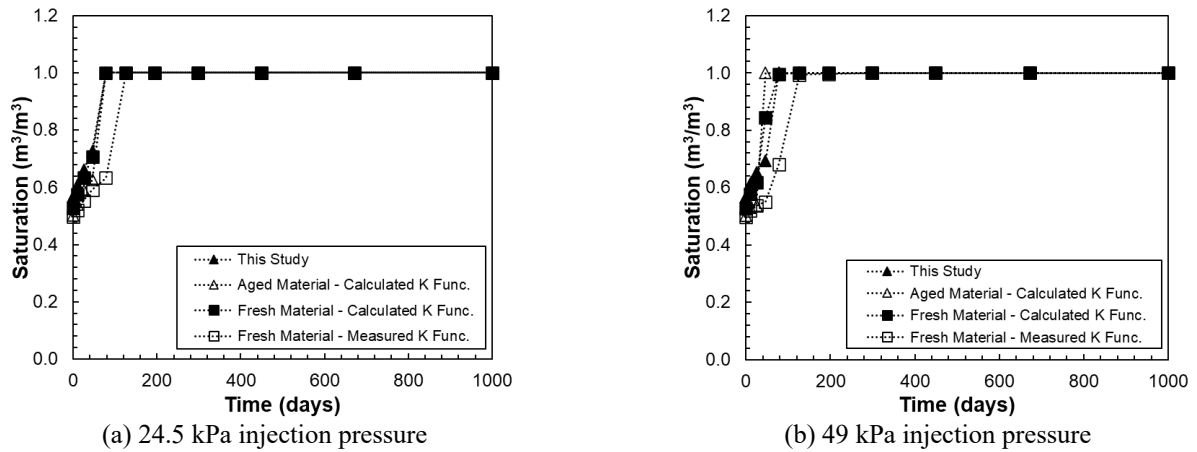 1.2
1.0
0.8
0.6
0.4
0.2
0.0
Saturation (m³/m³)
This Study
Aged Material - Calculated K Func.
Fresh Material - Calculated K Func.
Fresh Material - Measured K Func.
0 200 400 600 800 1000
Time (days)
(a) 24.5 kPa injection pressure
1.2
1.0
0.8
0.6
0.4
0.2
0.0
Saturation (m³/m³)
This Study
Aged Material - Calculated K Func.
Fresh Material - Calculated K Func.
Fresh Material - Measured K Func.
0 200 400 600 800 1000
Time (days)
(b) 49 kPa injection pressure